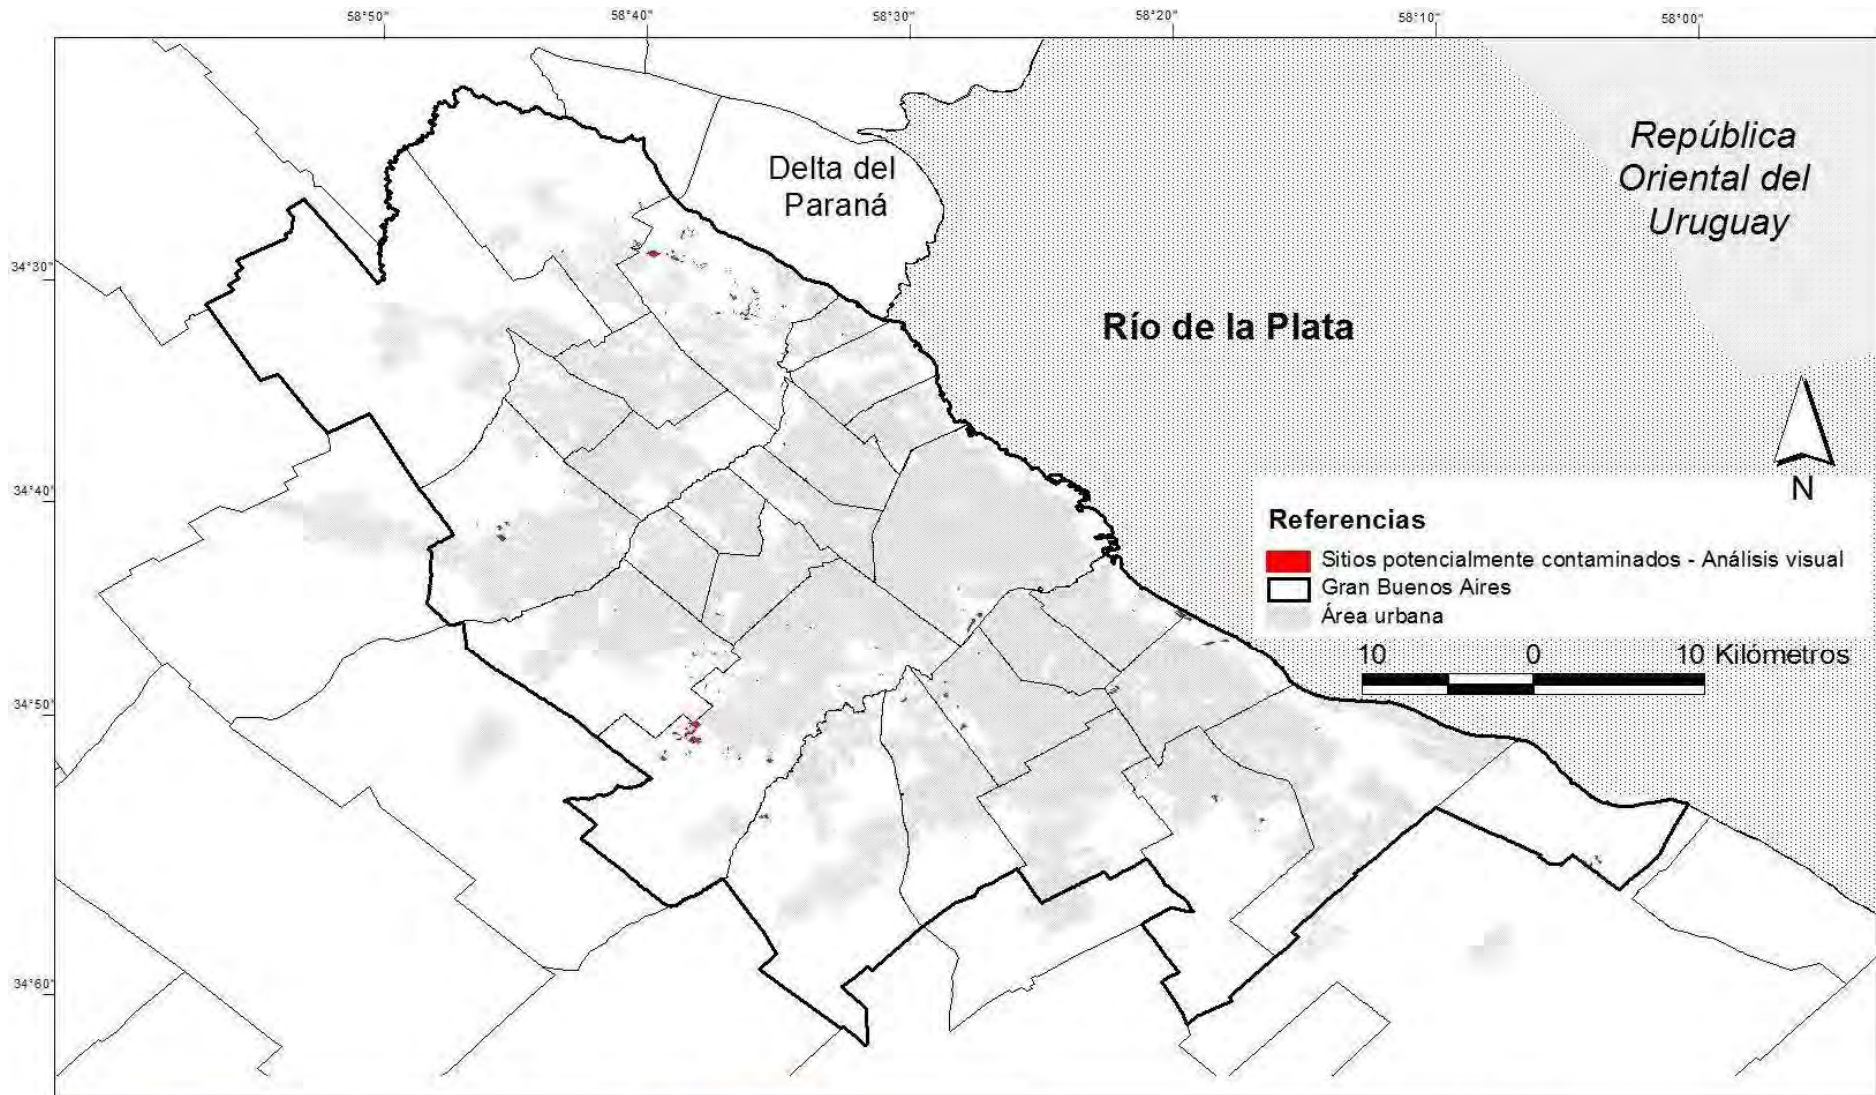 58°50" 58°40" 58°30" 58°20" 58°10" 58°00"
República
Oriental del
Uruguay
Delta del
Paraná
34°30"
Río de la Plata
N
34°40"
Referencias
Sitios potencialmente contaminados - Análisis visual
Gran Buenos Aires
Área urbana
10 0 10 Kilómetros
34°50"
34°60"